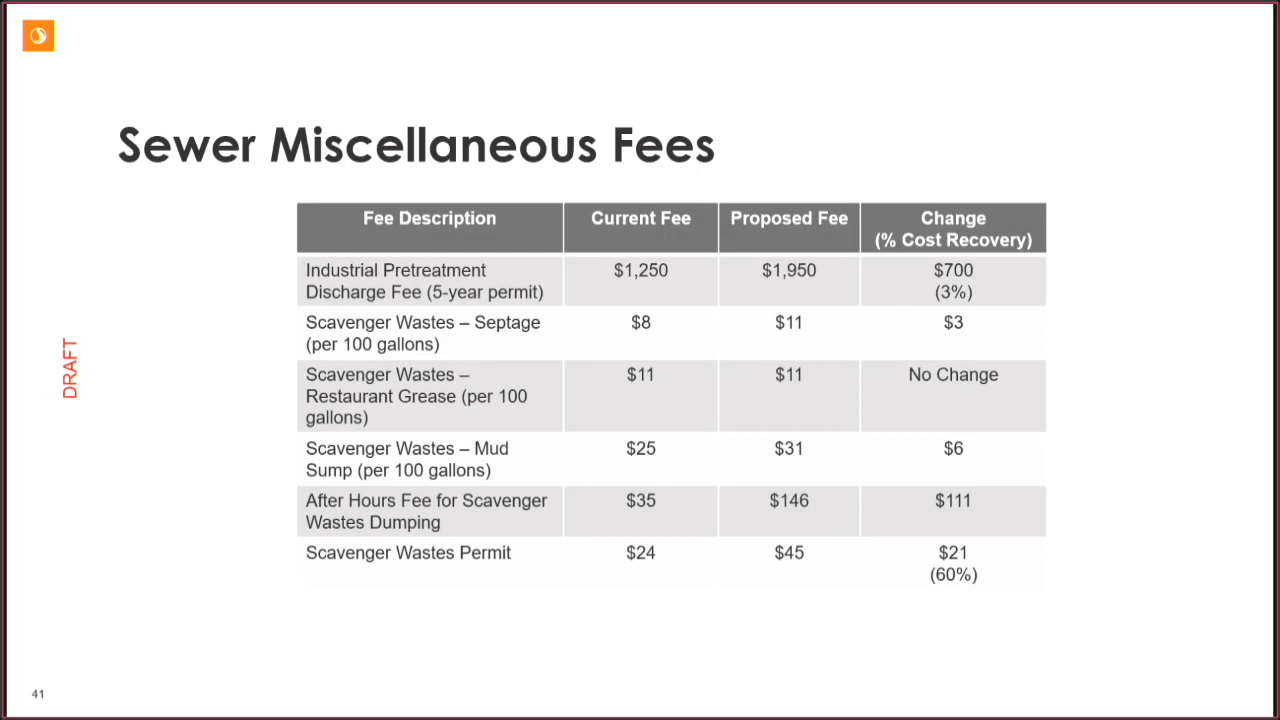 Sewer Miscellaneous Fees
Fee Description Current Fee Proposed Fee Change
(% Cost Recovery)
Industrial Pretreatment $1,250 $1,950 $700
Discharge Fee (5-year permit) (3%)
Scavenger Wastes – Septage $8 $11 $3
(per 100 gallons)
Scavenger Wastes – $11 $11 No Change
Restaurant Grease (per 100
gallons)
Scavenger Wastes – Mud $25 $31 $6
Sump (per 100 gallons)
After Hours Fee for Scavenger $35 $146 $111
Wastes Dumping
Scavenger Wastes Permit $24 $45 $21
(60%)
DRAFT
41